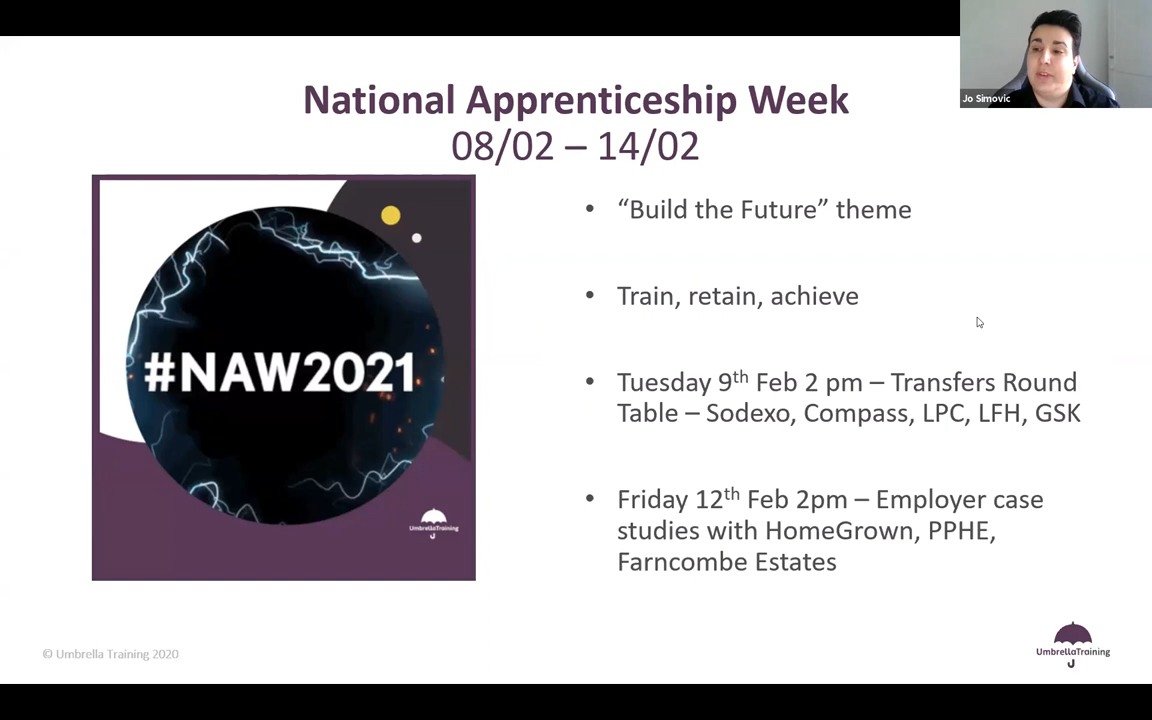 National Apprenticeship Week
08/02 – 14/02
Jo Simovic
#NAW2021
UmbrellaTraining
• “Build the Future” theme
• Train, retain, achieve
• Tuesday 9th Feb 2 pm – Transfers Round
Table – Sodexo, Compass, LPC, LFH, GSK
• Friday 12th Feb 2pm – Employer case
studies with HomeGrown, PPHE,
Farncombe Estates
© Umbrella Training 2020
UmbrellaTraining